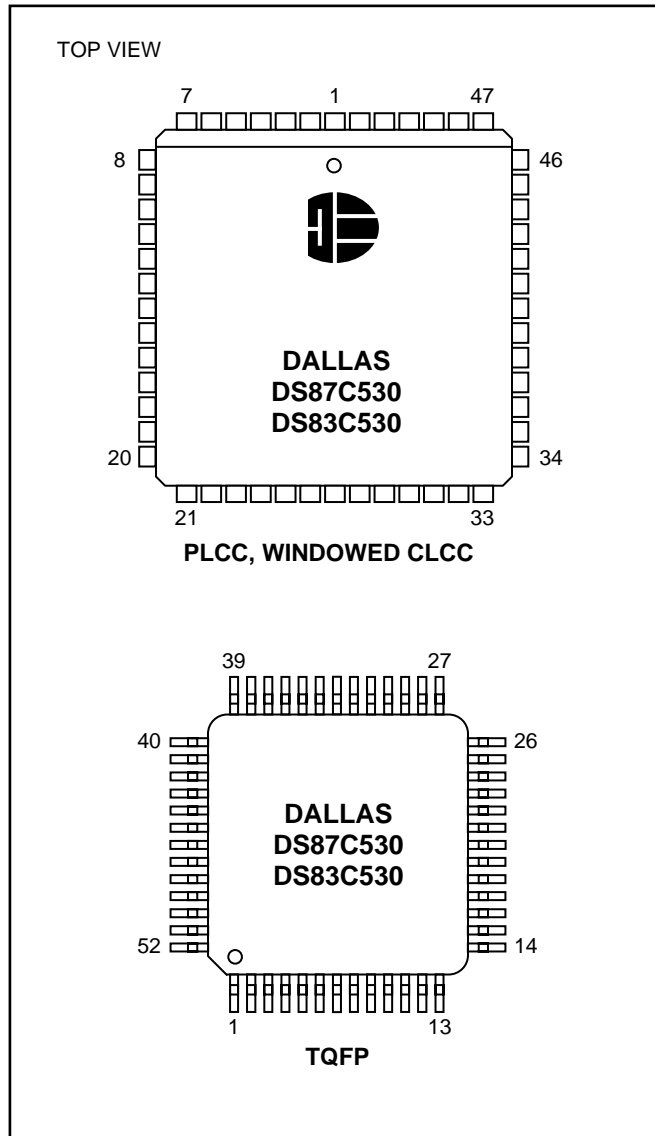 TOP VIEW
7 1 47
8 46
DALLAS
DS87C530
DS83C530
20 34
21 33
PLCC, WINDOWED CLCC
39 27
40 26
DALLAS
DS87C530
DS83C530
52 14
1 13
TQFP